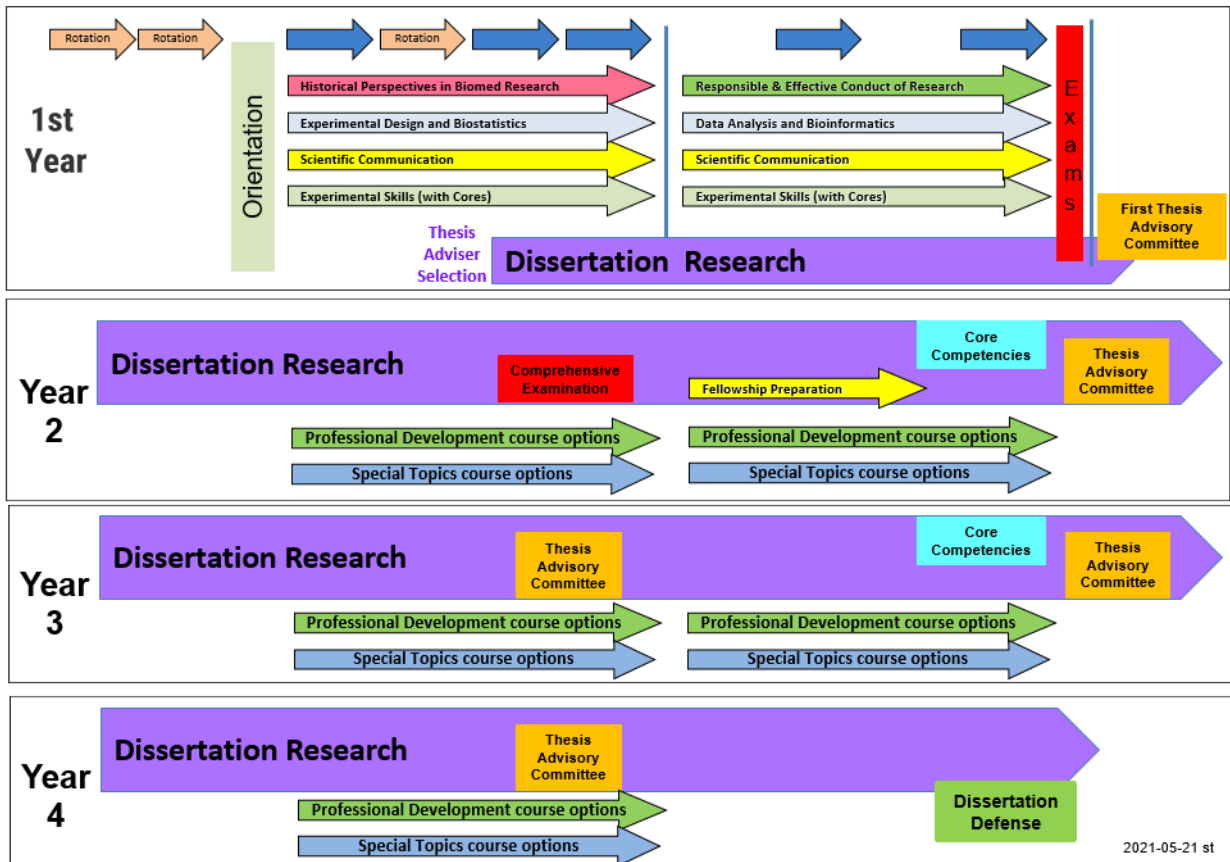 Rotation
Rotation
Rotation
1st
Year
Orientation
Historical Perspectives in Biomed Research
Experimental Design and Biostatistics
Scientific Communication
Experimental Skills (with Cores)
Responsible & Effective Conduct of Research
Data Analysis and Bioinformatics
Scientific Communication
Experimental Skills (with Cores)
Exams
First Thesis
Advisory
Committee
Thesis
Adviser
Selection
Dissertation Research
Year
2
Dissertation Research
Comprehensive
Examination
Fellowship Preparation
Core
Competencies
Thesis
Advisory
Committee
Professional Development course options
Professional Development course options
Special Topics course options
Special Topics course options
Year
3
Dissertation Research
Thesis
Advisory
Committee
Core
Competencies
Thesis
Advisory
Committee
Professional Development course options
Professional Development course options
Special Topics course options
Special Topics course options
Year
4
Dissertation Research
Thesis
Advisory
Committee
Professional Development course options
Special Topics course options
Dissertation
Defense
2021-05-21 st